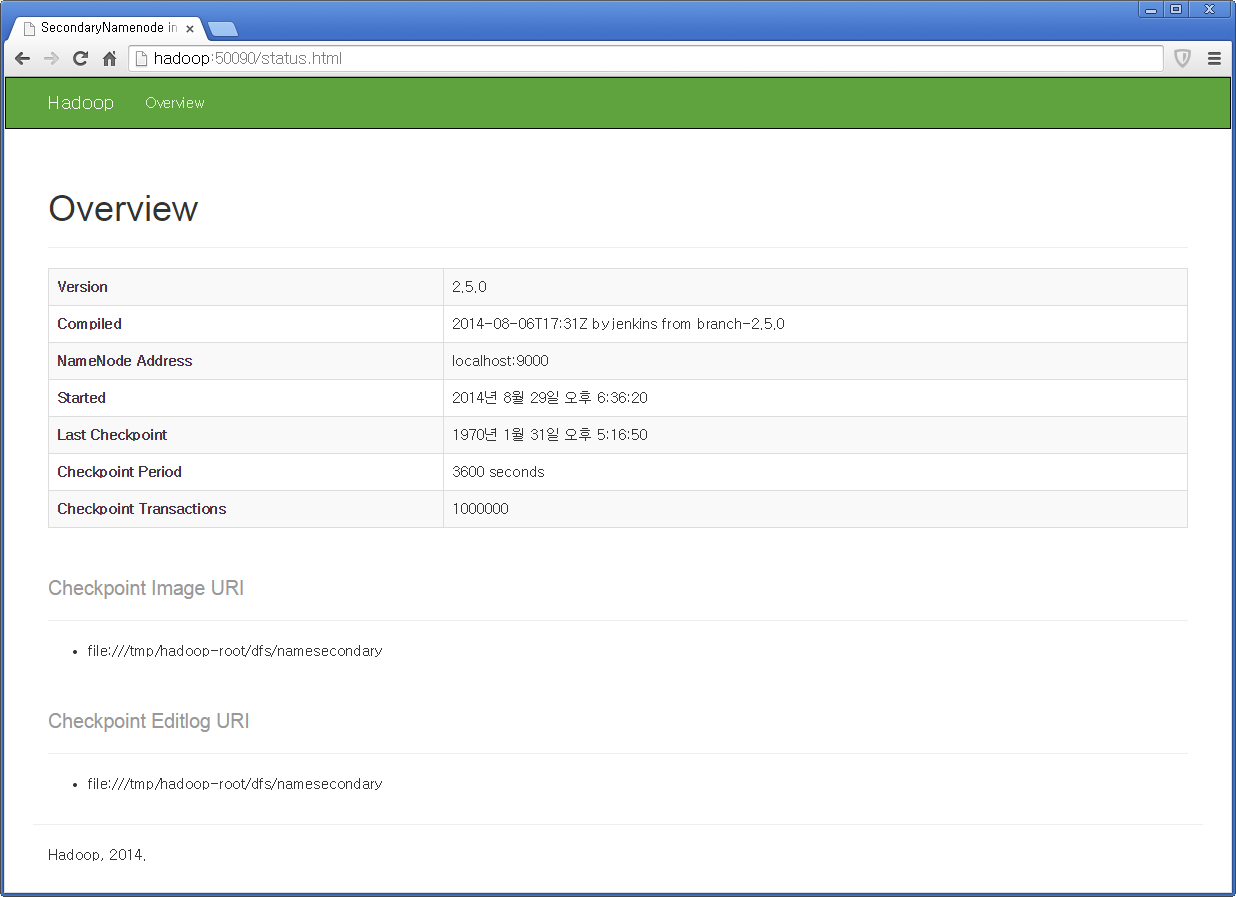 SecondaryNamenode in
hadoop:50090/status.html
Hadoop Overview
Overview
Version 2.5.0
Compiled 2014-08-06T17:31Z by jenkins from branch-2.5.0
NameNode Address localhost:9000
Started 2014년 8월 29일 오후 6:36:20
Last Checkpoint 1970년 1월 31일 오후 5:16:50
Checkpoint Period 3600 seconds
Checkpoint Transactions 1000000
Checkpoint Image URI
• file:///tmp/hadoop-root/dfs/namesecondary
Checkpoint Editlog URI
• file:///tmp/hadoop-root/dfs/namesecondary
Hadoop, 2014.